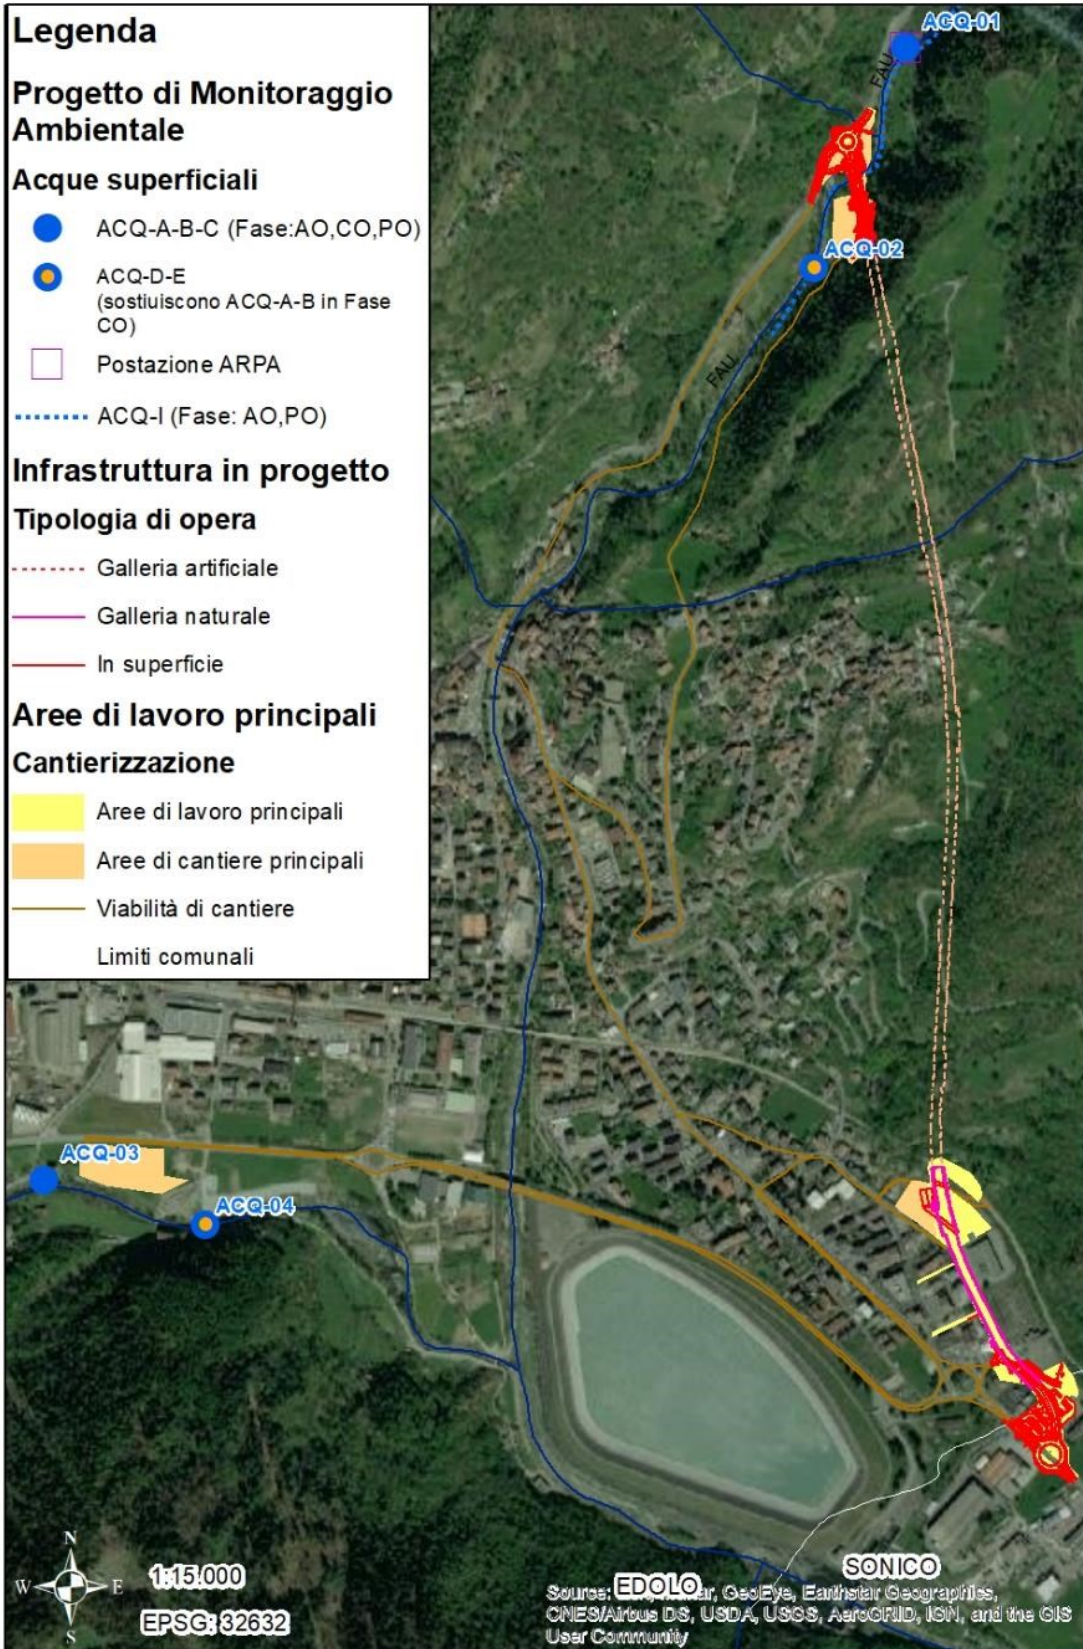 Legenda
Progetto di Monitoraggio
Ambientale
Acque superficiali
ACQ-A-B-C (Fase:AO,CO,PO)
ACQ-D-E
(sostiuiscono ACQ-A-B in Fase
CO)
Postazione ARPA
ACQ-I (Fase: AO,PO)
Infrastruttura in progetto
Tipologia di opera
Galleria artificiale
Galleria naturale
In superficie
Aree di lavoro principali
Cantierizzazione
Aree di lavoro principali
Aree di cantiere principali
Viabilità di cantiere
Limiti comunali
ACQ-01
FAU
ACQ-02
FAU
ACQ-03
ACQ-04
N
W E
S
1:15.000
EPSG: 32632
SONICO
EDOLO
Source: GeoEye, Earthstar Geographics,
CNES/Airbus DS, USDA, USGS, AeroGRID, IGN, and the GIS
User Community